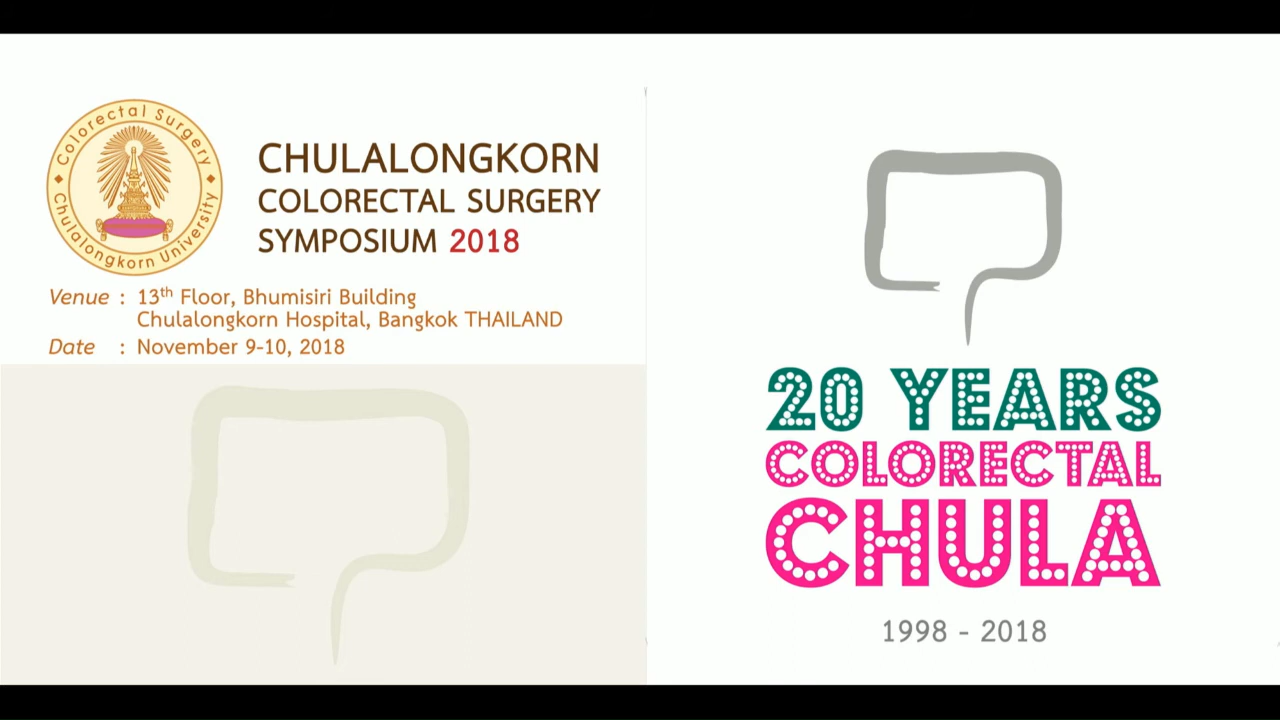 Colorectal Surgery
Chulalongkorn University
CHULALONGKORN
COLORECTAL SURGERY
SYMPOSIUM 2018
Venue : 13th Floor, Bhumisiri Building
Chulalongkorn Hospital, Bangkok THAILAND
Date : November 9-10, 2018
20 YEARS
COLORECTAL
CHULA
1998 - 2018